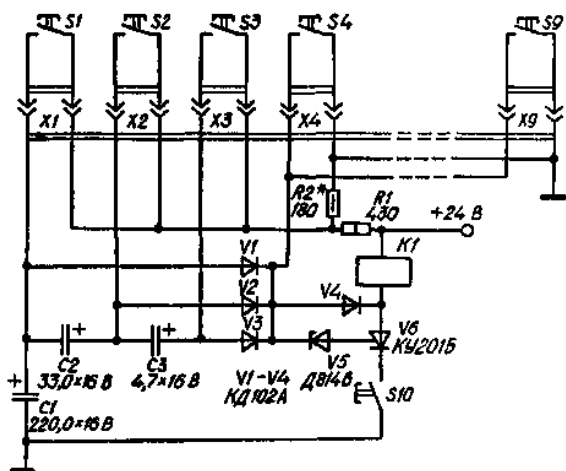 S1 S2 S3 S4 S9
X1 X2 X3 X4 X9
R2*
180
R1
430
+24 В
K1
V1
V2
V4
V3
V6
КУ201Б
C2
33,0×16 В
C3
4,7×16 В
V5
Д814В
V1-V4
КД102А
S10
C1
220,0×16 В